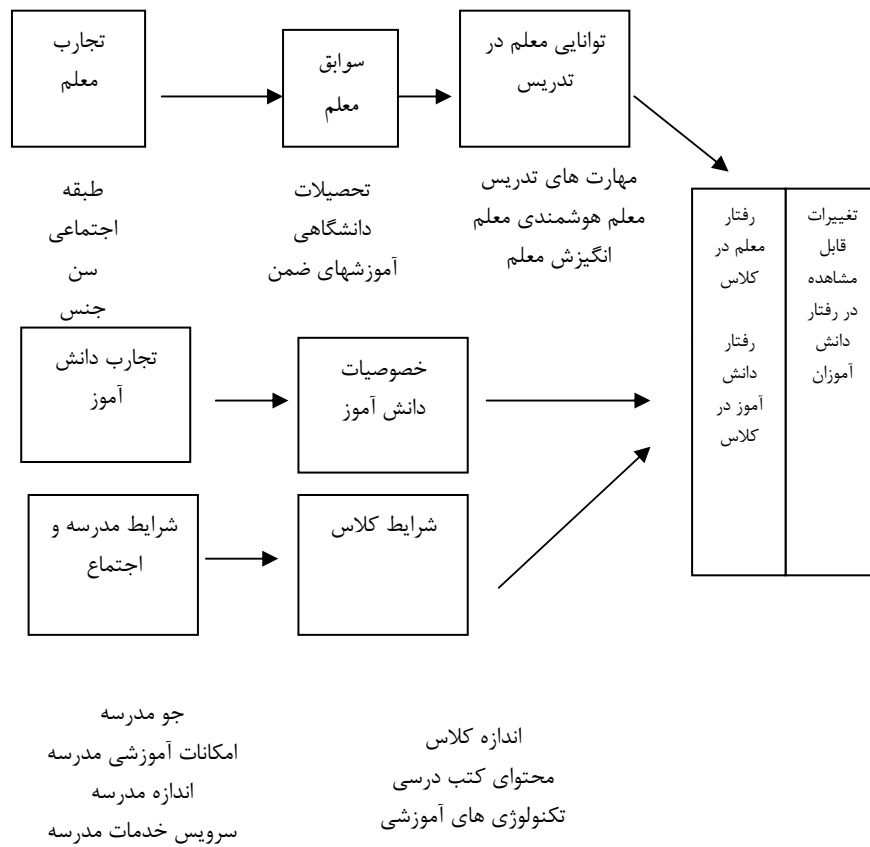 تجارب
معلم
سوابق
معلم
توانایی معلم در
تدریس
طبقه
اجتماعی
سن
جنس
تحصیلات
دانشگاهی
آموزشهای ضمن
مهارت های تدریس
معلم هوشمندی معلم
انگیزش معلم
رفتار
معلم در
کلاس
رفتار
دانش
آموز در
کلاس
تغییرات
قابل
مشاهده
در رفتار
دانش
آموزان
تجارب دانش
آموز
خصوصیات
دانش آموز
شرایط مدرسه و
اجتماع
شرایط کلاس
جو مدرسه
امکانات آموزشی مدرسه
اندازه مدرسه
سرویس خدمات مدرسه
اندازه کلاس
محتوای کتب درسی
تکنولوژی های آموزشی